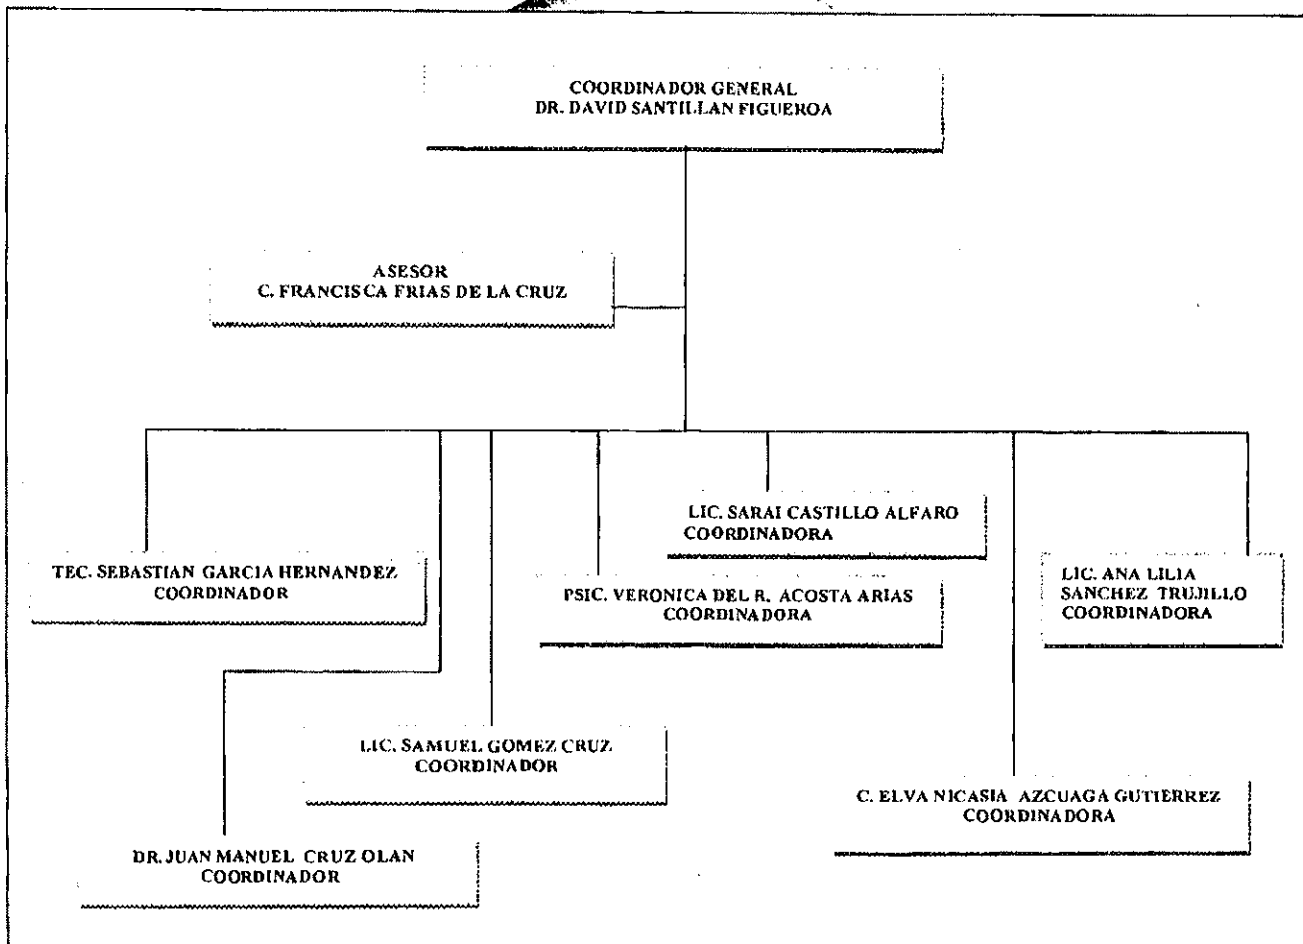 COORDINADOR GENERAL
DR. DAVID SANTILLAN FIGUEROA
ASESOR
C. FRANCISCA FRIAS DE LA CRUZ
LIC. SARAI CASTILLO ALFARO
COORDINADORA
TEC. SEBASTIAN GARCIA HERNANDEZ
COORDINADOR
PSIC. VERONICA DEL R. ACOSTA ARIAS
COORDINADORA
LIC. ANA LILIA
SANCHEZ TRUJILLO
COORDINADORA
LIC. SAMUEL GOMEZ CRUZ
COORDINADOR
C. ELVA NICASIA AZCUAGA GUTIERREZ
COORDINADORA
DR. JUAN MANUEL CRUZ OLAN
COORDINADOR